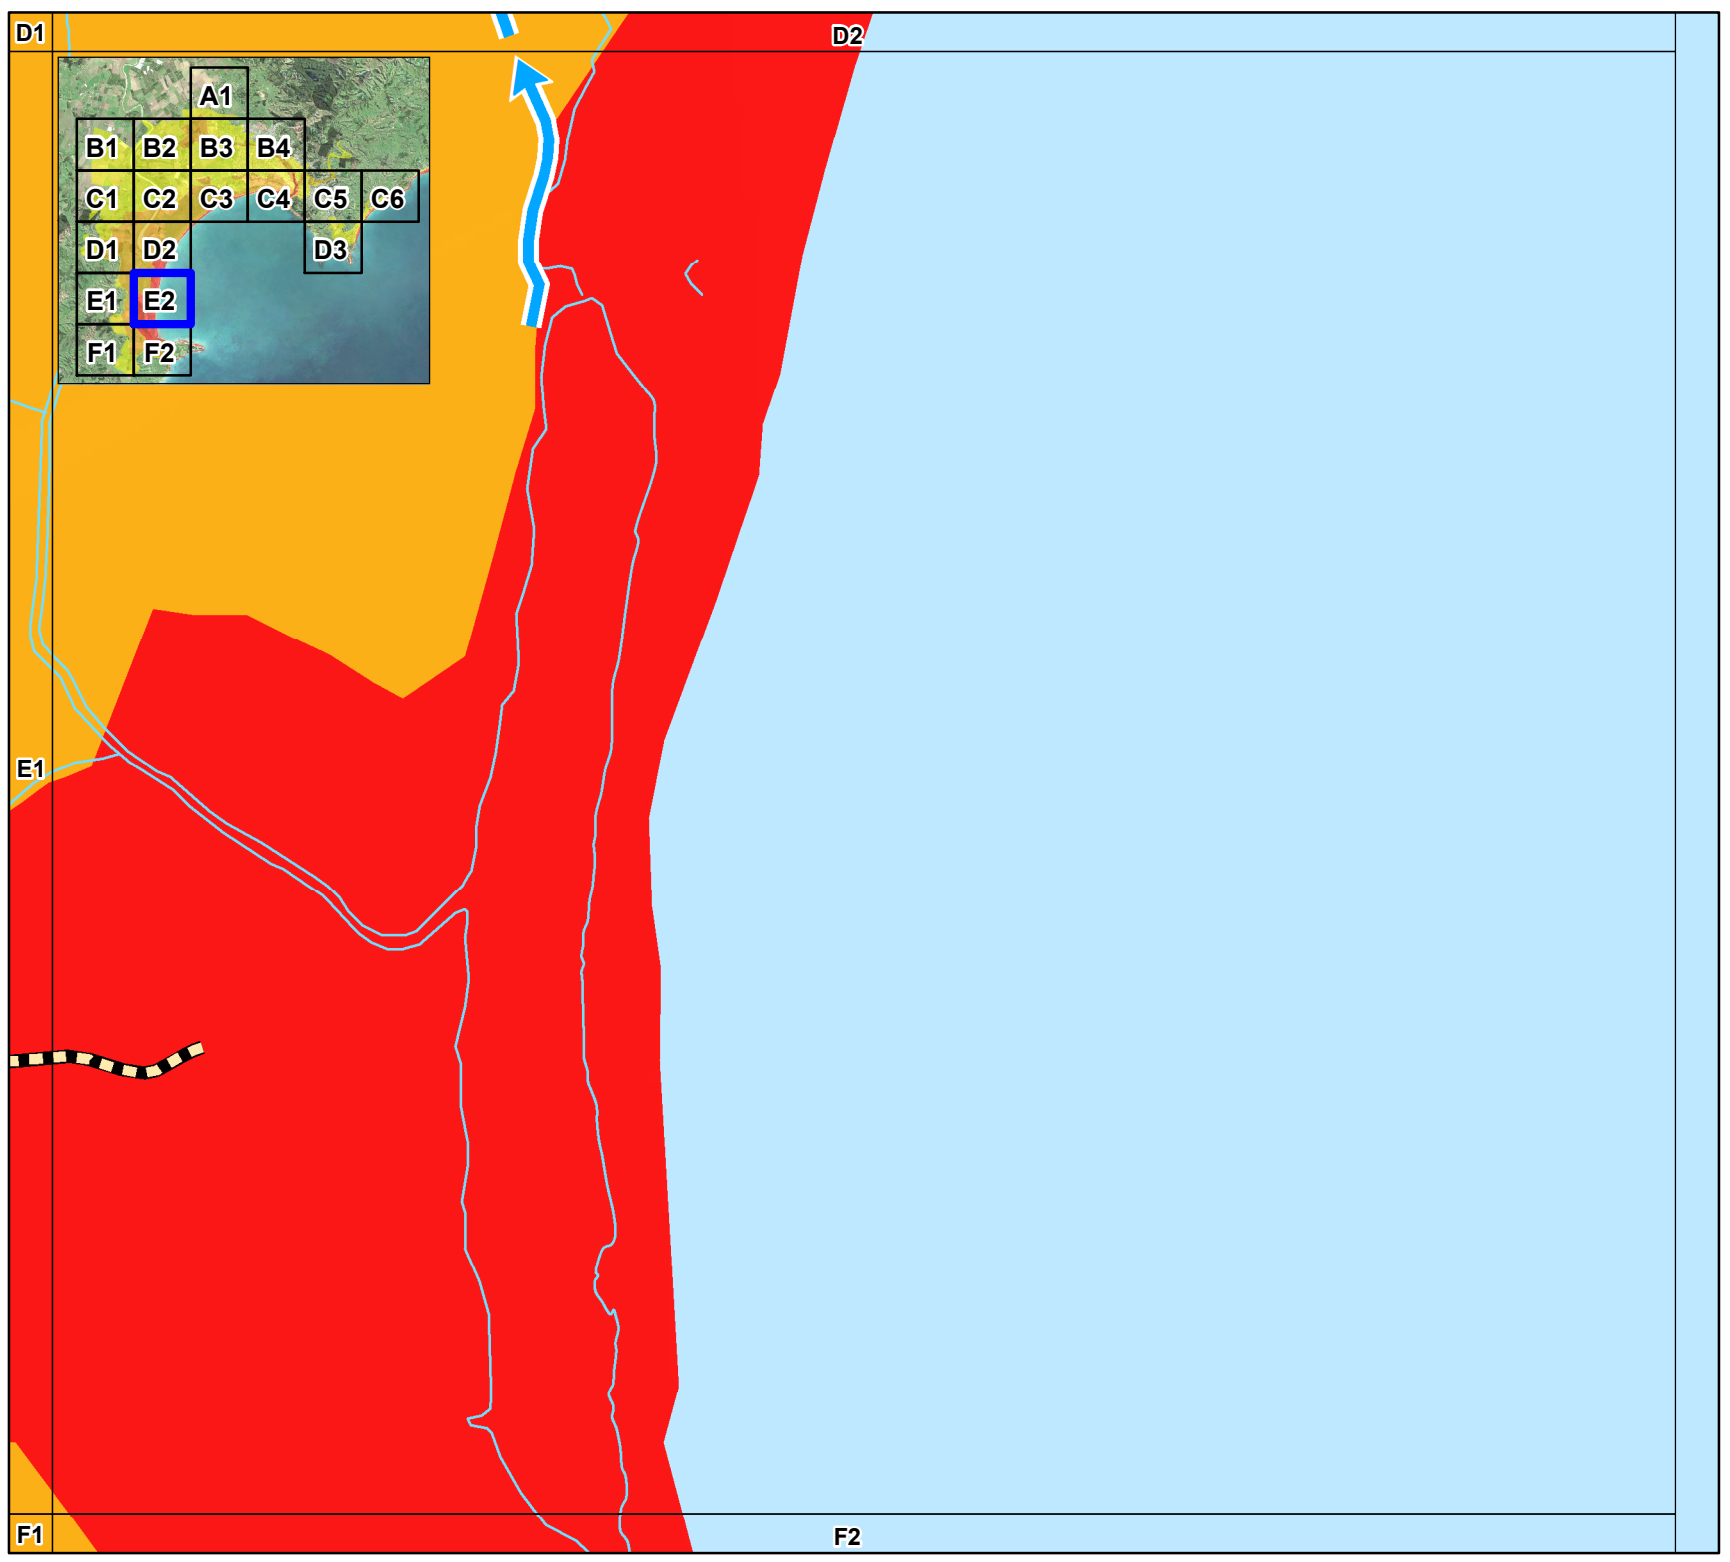 D1 D2
A1
B1 B2 B3 B4
C1 C2 C3 C4 C5 C6
D1 D2 D3
E1 E2
F1 F2
E1
F1 F2